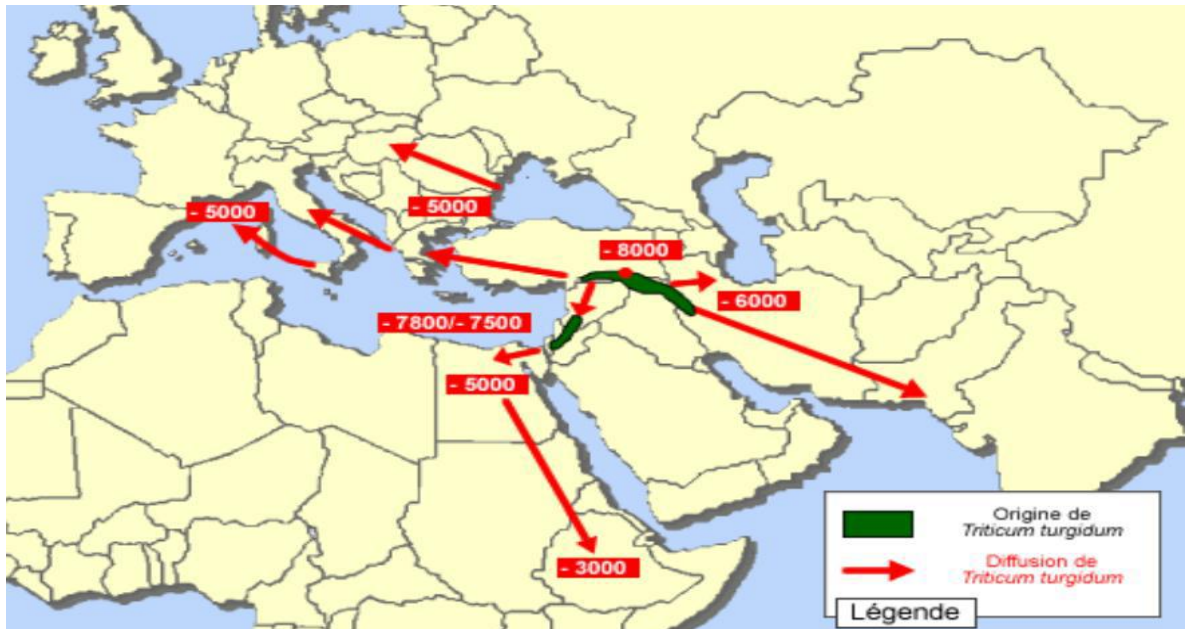 - 5000
- 5000
- 8000
- 6000
- 7800/- 7500
- 5000
- 3000
Origine de
Triticum turgidum
Diffusion de
Triticum turgidum
Légende